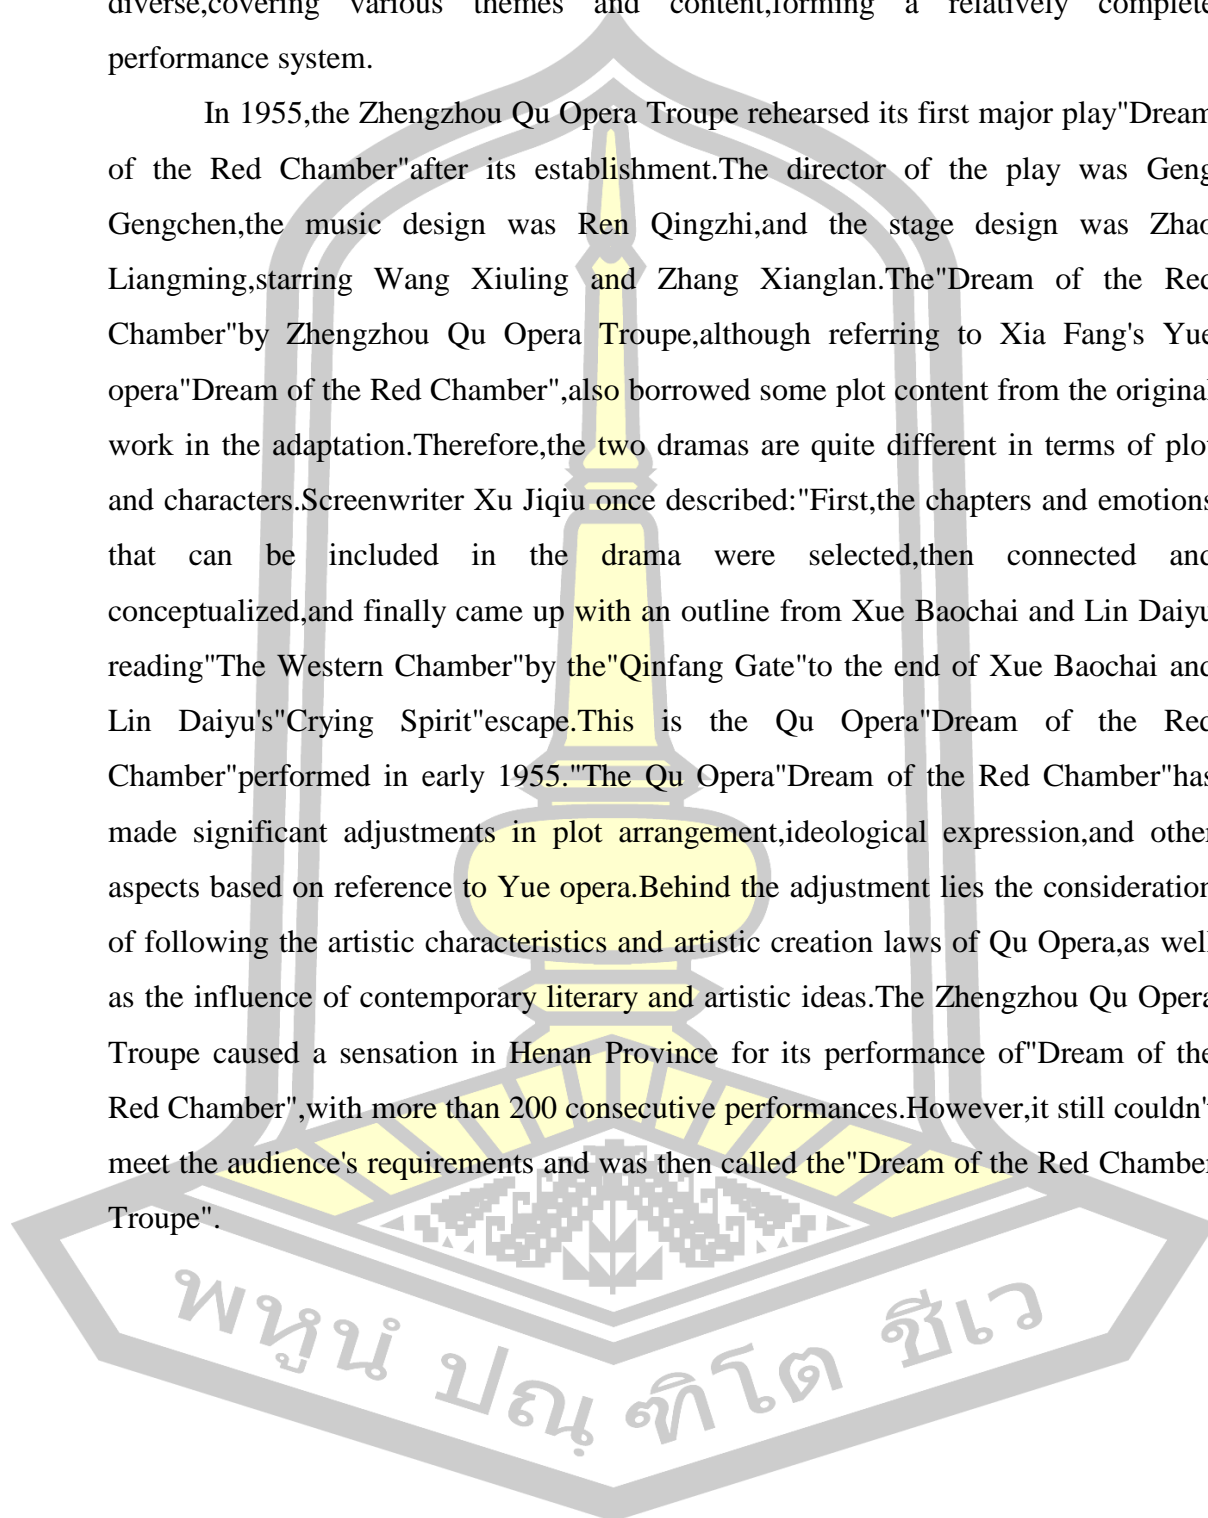 diverse,covering various themes and content,forming a relatively complete
performance system.
In 1955,the Zhengzhou Qu Opera Troupe rehearsed its first major play"Dream
of the Red Chamber"after its establishment.The director of the play was Geng
Gengchen,the music design was Ren Qingzhi,and the stage design was Zhao
Liangming,starring Wang Xiuling and Zhang Xianglan.The"Dream of the Red
Chamber"by Zhengzhou Qu Opera Troupe,although referring to Xia Fang's Yue
opera"Dream of the Red Chamber",also borrowed some plot content from the original
work in the adaptation.Therefore,the two dramas are quite different in terms of plot
and characters.Screenwriter Xu Jiqiu once described:"First,the chapters and emotions
that can be included in the drama were selected,then connected and
conceptualized,and finally came up with an outline from Xue Baochai and Lin Daiyu
reading"The Western Chamber"by the"Qinfang Gate"to the end of Xue Baochai and
Lin Daiyu's"Crying Spirit"escape.This is the Qu Opera"Dream of the Red
Chamber"performed in early 1955."The Qu Opera"Dream of the Red Chamber"has
made significant adjustments in plot arrangement,ideological expression,and other
aspects based on reference to Yue opera.Behind the adjustment lies the consideration
of following the artistic characteristics and artistic creation laws of Qu Opera,as well
as the influence of contemporary literary and artistic ideas.The Zhengzhou Qu Opera
Troupe caused a sensation in Henan Province for its performance of"Dream of the
Red Chamber",with more than 200 consecutive performances.However,it still couldn't
meet the audience's requirements and was then called the"Dream of the Red Chamber
Troupe".
พหูนํ ปณฺฑิโต ชีเว